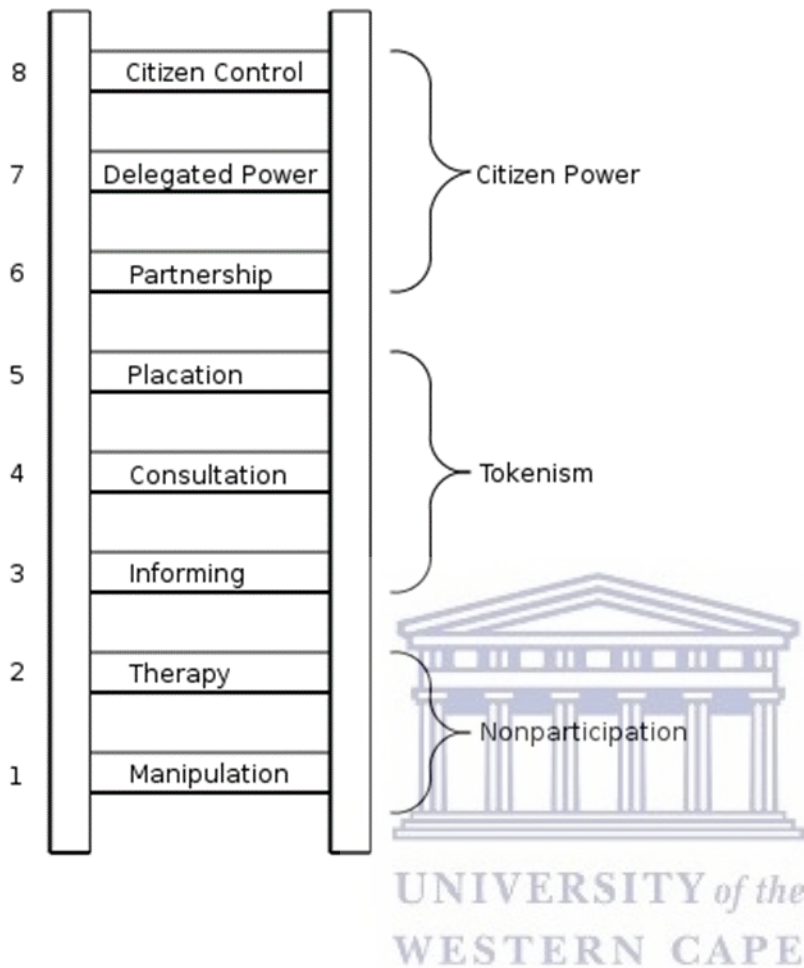 8 Citizen Control
7 Delegated Power
Citizen Power
6 Partnership
5 Placation
4 Consultation
Tokenism
3 Informing
2 Therapy
Nonparticipation
1 Manipulation
UNIVERSITY of the
WESTERN CAPE